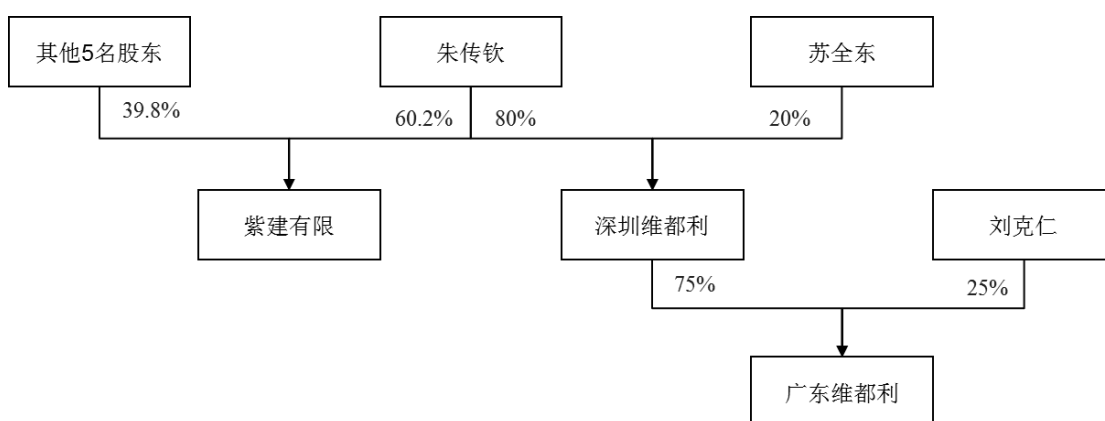 其他5名股东
朱传钦
苏全东
39.8%
60.2%
80%
20%
紫建有限
深圳维都利
刘克仁
75%
25%
广东维都利